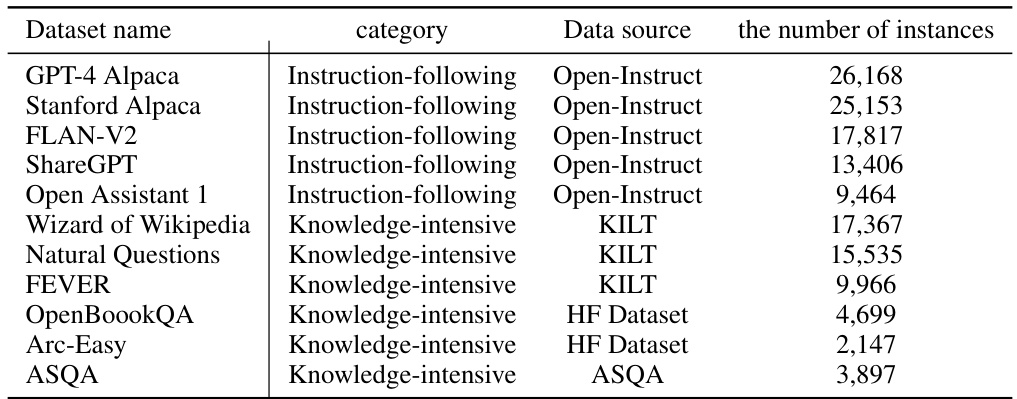 Dataset name category Data source the number of instances
GPT-4 Alpaca Instruction-following Open-Instruct 26,168
Stanford Alpaca Instruction-following Open-Instruct 25,153
FLAN-V2 Instruction-following Open-Instruct 17,817
ShareGPT Instruction-following Open-Instruct 13,406
Open Assistant 1 Instruction-following Open-Instruct 9,464
Wizard of Wikipedia Knowledge-intensive KILT 17,367
Natural Questions Knowledge-intensive KILT 15,535
FEVER Knowledge-intensive KILT 9,966
OpenBoookQA Knowledge-intensive HF Dataset 4,699
Arc-Easy Knowledge-intensive HF Dataset 2,147
ASQA Knowledge-intensive ASQA 3,897